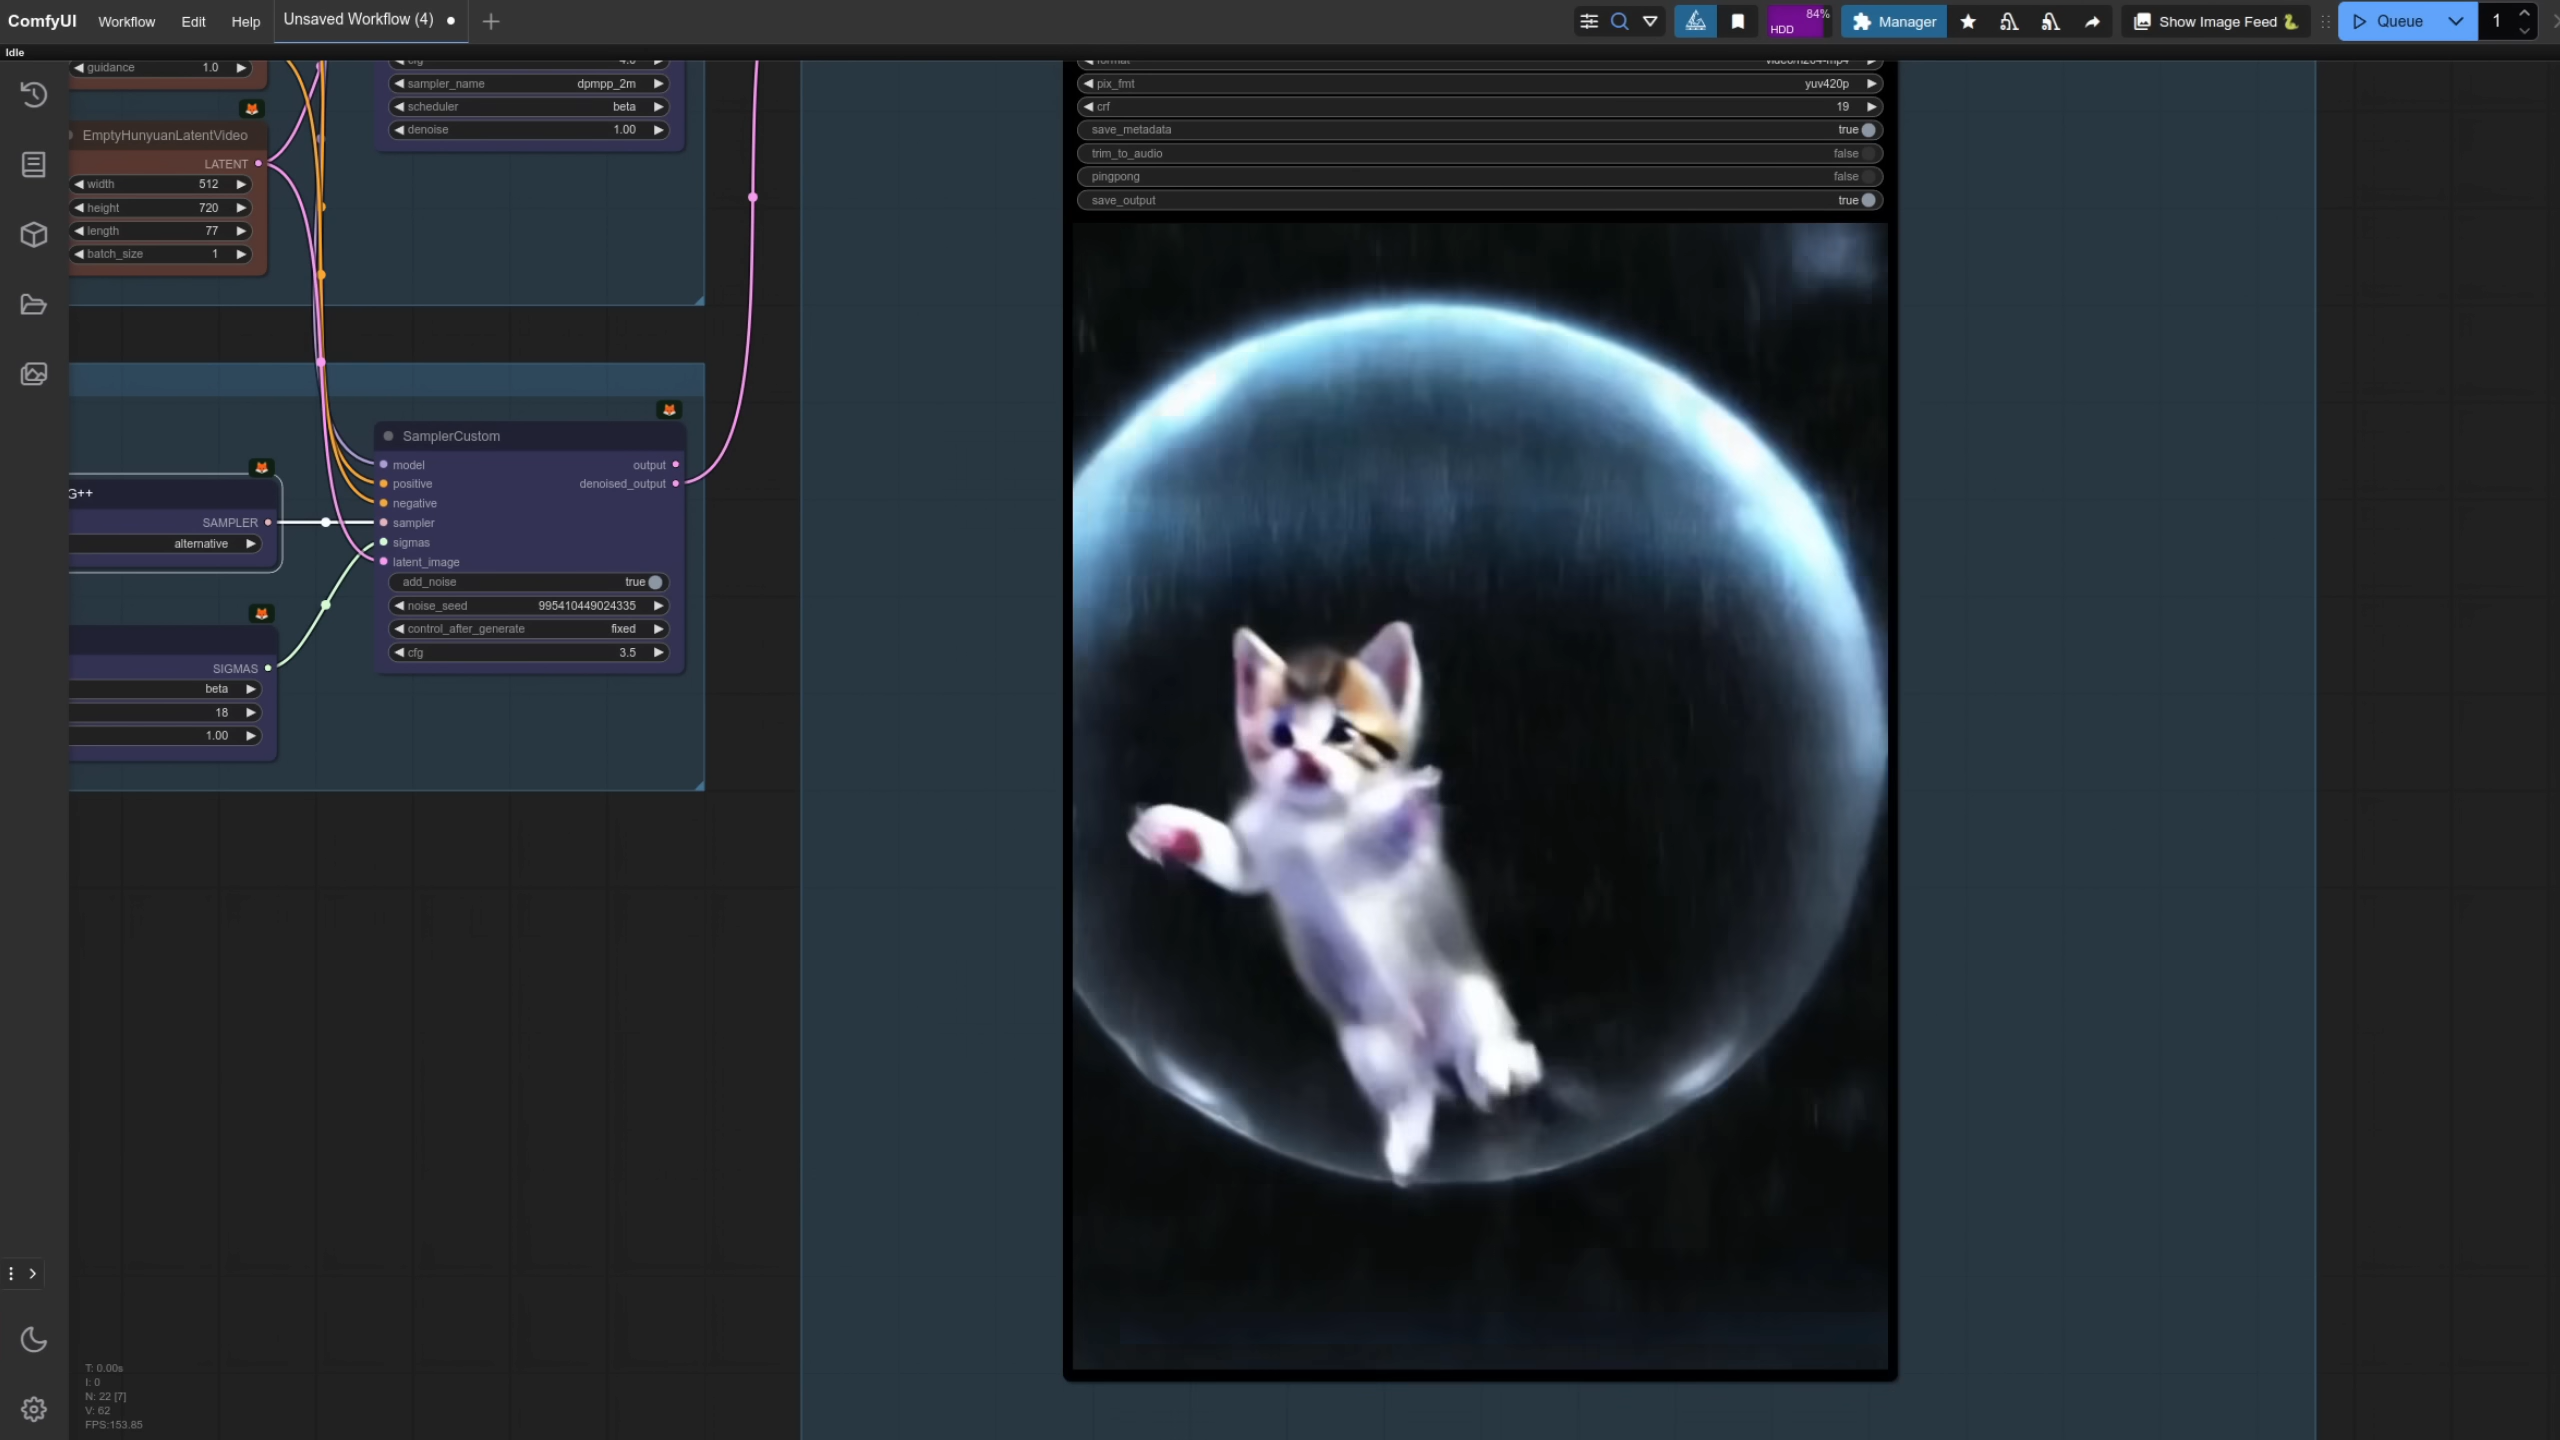 ComfyUI Workflow Edit Help Unsaved Workflow (4) HDD 84% Manager Show Image Feed Queue 1
Idle
guidance 1.0
EmptyHunyuanLatentVideo
LATENT
width 512
height 720
length 77
batch_size 1
sampler_name dpmpp_2m
scheduler beta
denoise 1.00
pix_fmt yuv420p
crf 19
save_metadata true
trim_to_audio false
pingpong false
save_output true
G++
SAMPLER
alternative
SIGMAS
beta
18
1.00
SamplerCustom
model output
positive denoised_output
negative
sampler
sigmas
latent_image
add_noise true
noise_seed 995410449024335
control_after_generate fixed
cfg 3.5
T: 0.00s
I: 0
N: 22 [7]
V: 62
FPS:153.85